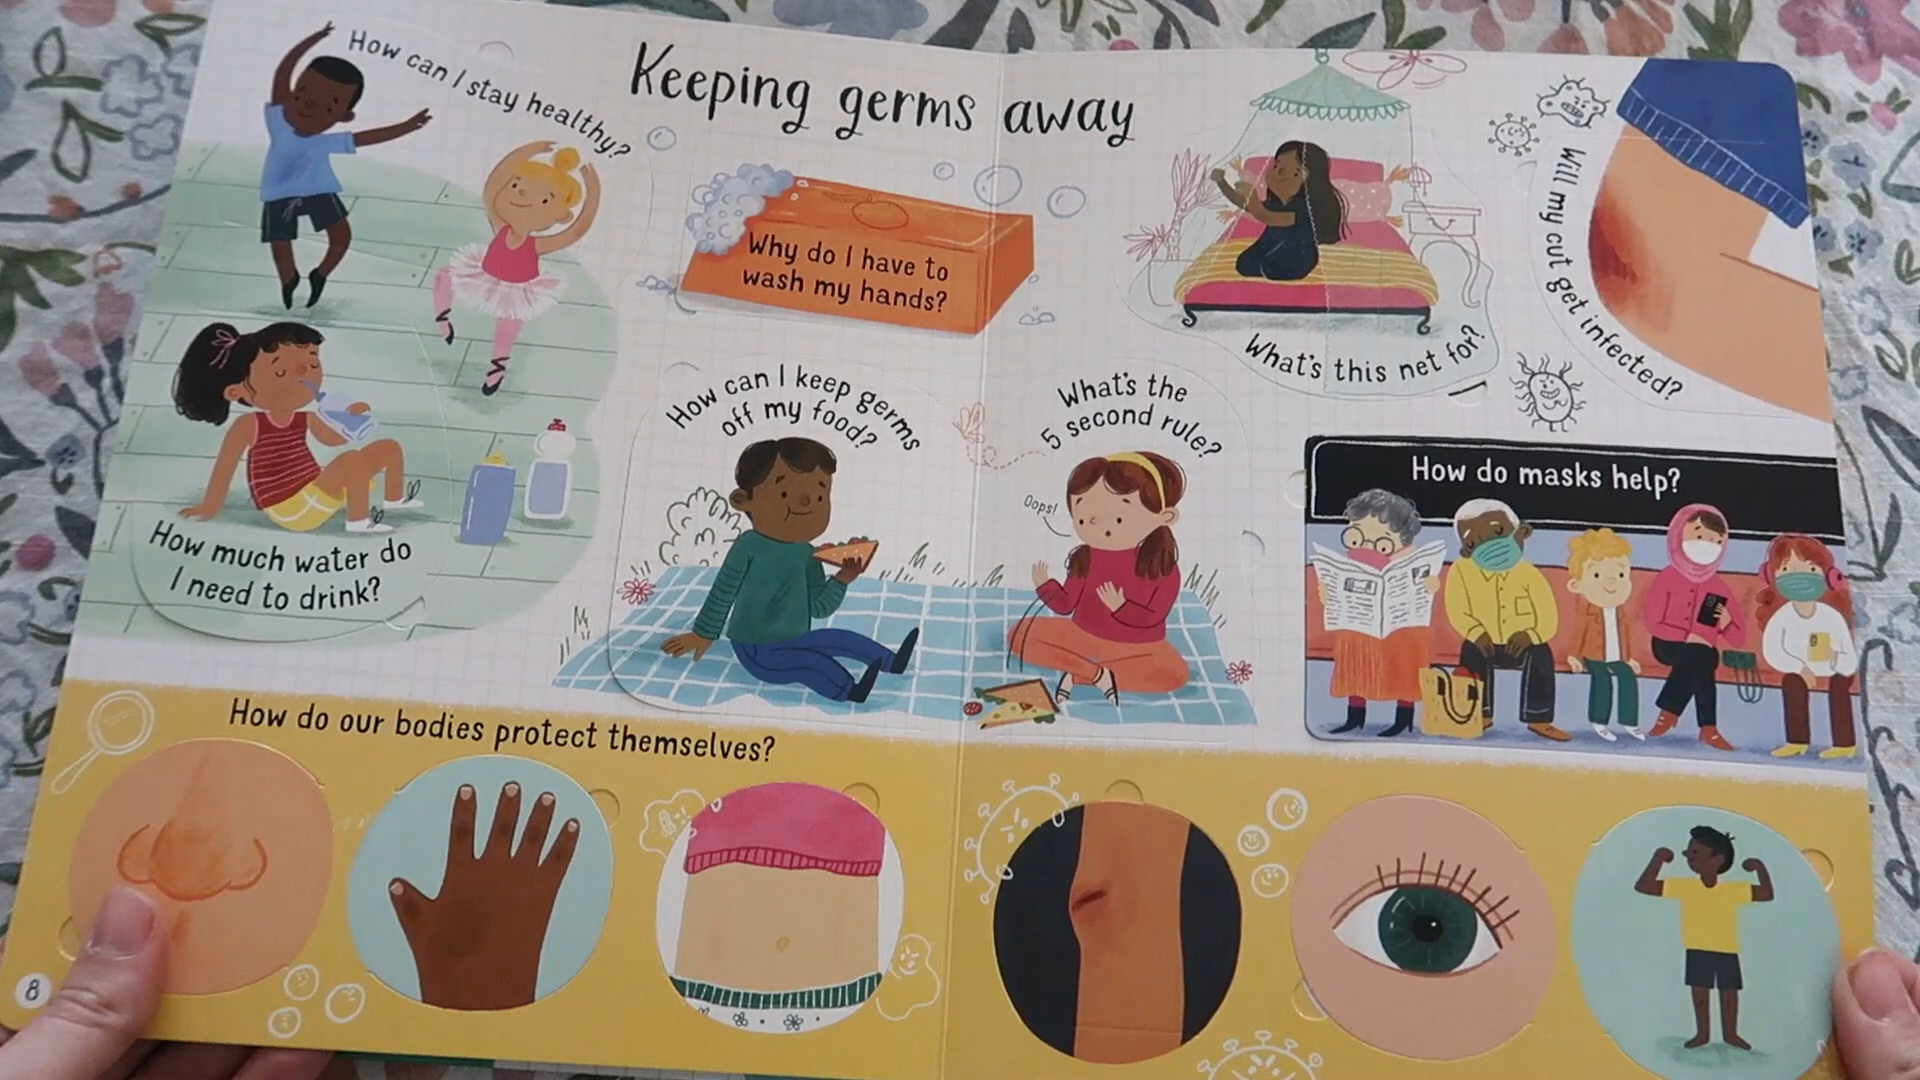 Keeping germs away
How can I stay healthy?
Why do I have to
wash my hands?
What's this net for?
Will my cut get infected?
How much water do
I need to drink?
How can I keep germs
off my food?
What's the
5 second rule?
Oops!
How do masks help?
How do our bodies protect themselves?
8